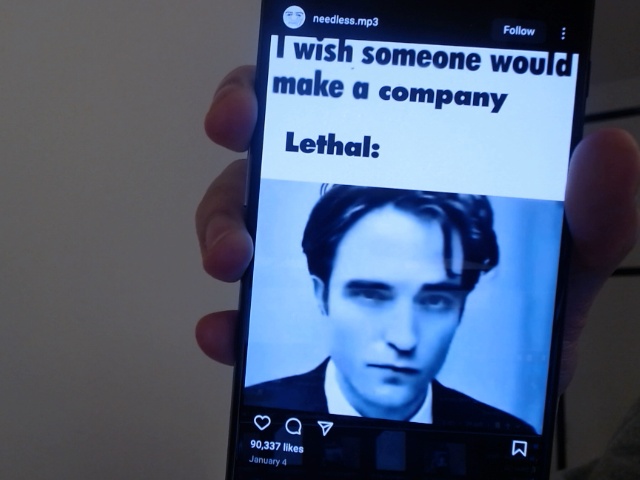 needless.mp3
Follow
I wish someone would
make a company
Lethal:
90,337 likes
January 4